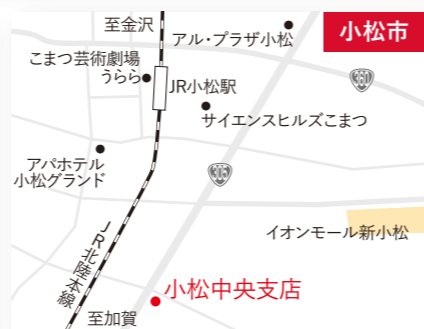 至金沢
アル・プラザ小松
小松市
こまつ芸術劇場
うらら
JR小松駅
360
サイエンスヒルズこまつ
アパホテル
小松グランド
305
イオンモール新小松
JR北陸本線
小松中央支店
至加賀